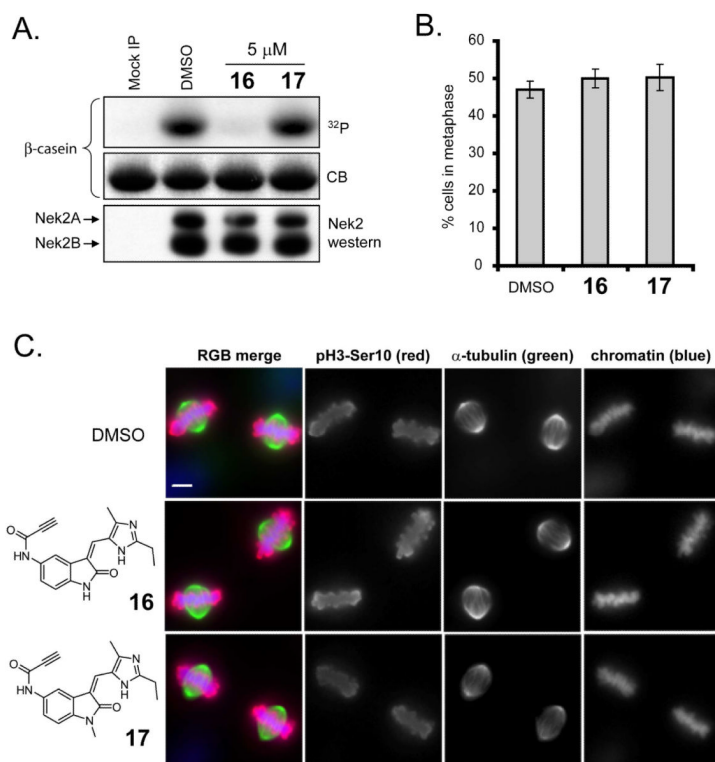 A.
Mock IP
DMSO
5 μM
16 17
β-casein
32P
CB
Nek2A
Nek2B
Nek2
western
B.
% cells in metaphase
60
50
40
30
20
10
0
DMSO 16 17
C.
RGB merge pH3-Ser10 (red) α-tubulin (green) chromatin (blue)
DMSO
O
N
HN
N
H
O
N
H
16
O
N
HN
N
H
O
N
17